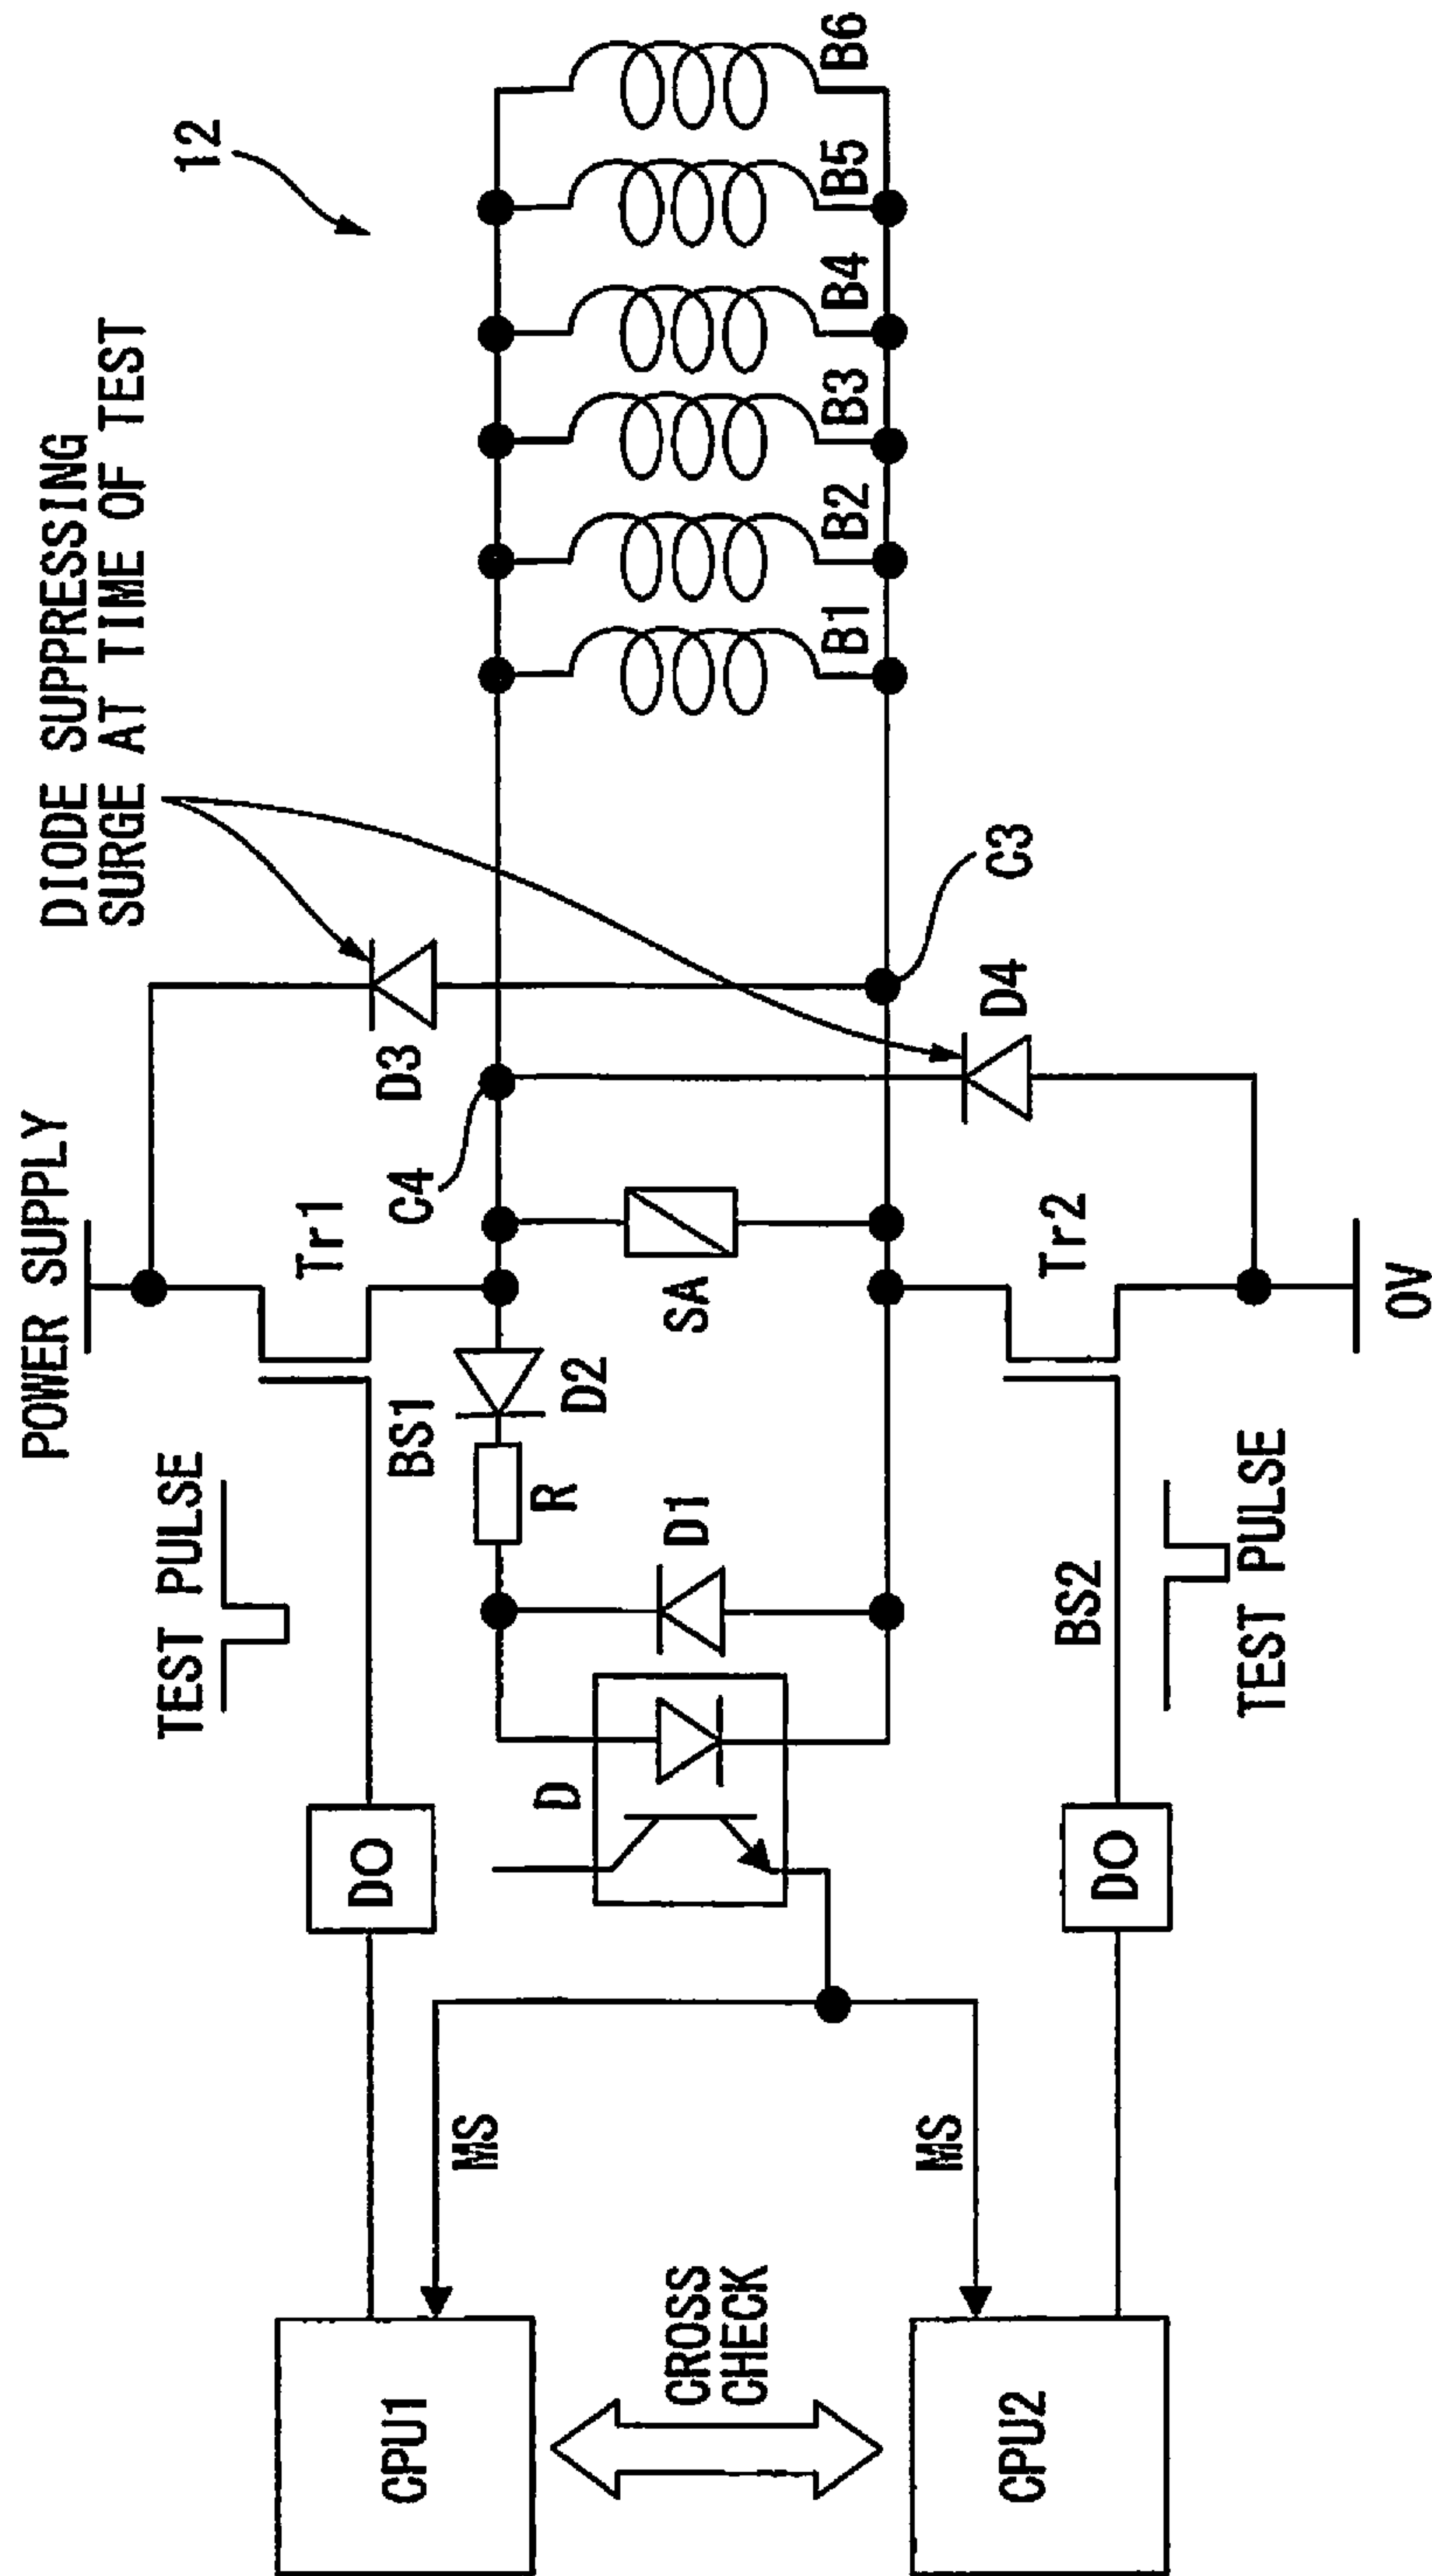 12
DIODE SUPPRESSING
SURGE AT TIME OF TEST
POWER SUPPLY
TEST PULSE
Tr1
D3
C4
BS1
DO
D2
R
SA
D
D1
B1
B2
B3
B4
B5
B6
C3
D4
CPU1
MS
CROSS
CHECK
MS
CPU2
DO
BS2
Tr2
TEST PULSE
0V